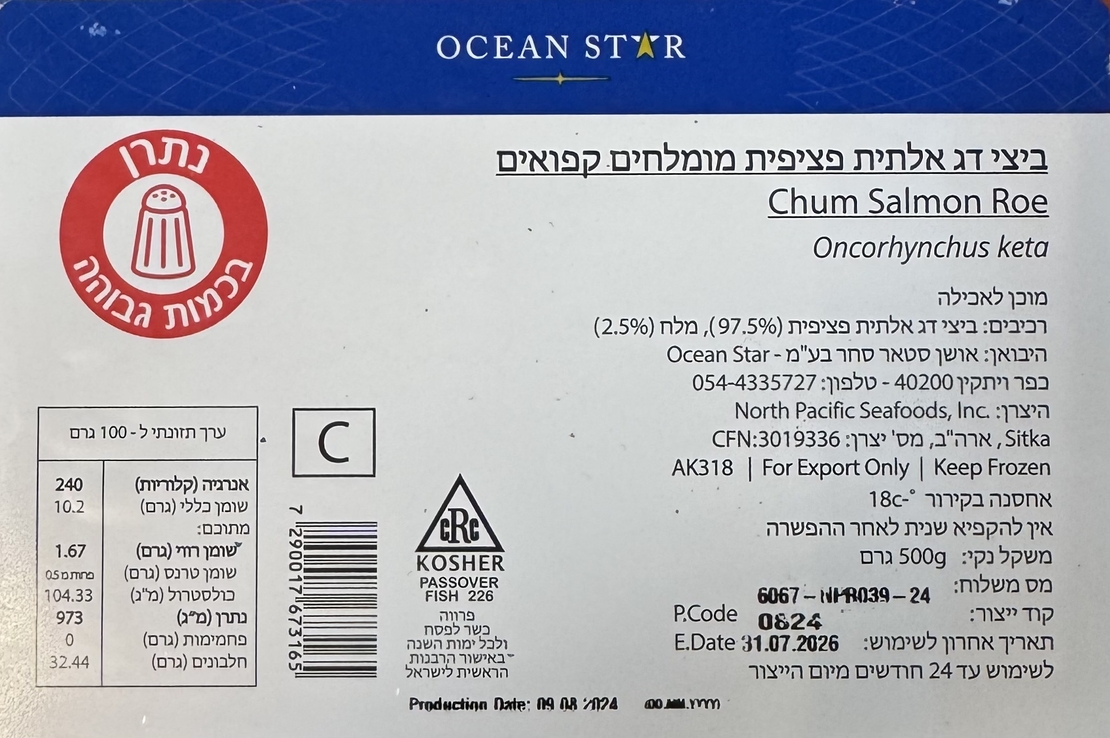 OCEAN STAR
נתרן
בכמות גבוהה
ביצי דג אלתית פציפית מומלחים קפואים
Chum Salmon Roe
Oncorhynchus keta
מוכן לאכילה
רכיבים: ביצי דג אלתית פציפית (97.5%), מלח (2.5%)
היבואן: אושן סטאר סחר בע"מ - Ocean Star
כפר ויתקין 40200 - טלפון: 054-4335727
היצרן: North Pacific Seafoods, Inc.
Sitka, ארה"ב, מס' יצרן: CFN:3019336
AK318 | For Export Only | Keep Frozen
אחסנה בקירור -18c°
אין להקפיא שנית לאחר ההפשרה
משקל נקי: 500g גרם
מס משלוח: 6067-NPR039-24
קוד ייצור: P.Code 0824
תאריך אחרון לשימוש: E.Date 31.07.2026
לשימוש עד 24 חודשים מיום הייצור
ערך תזונתי ל - 100 גרם
אנרגיה (קלוריות) 240
שומן כללי (גרם) 10.2
מתוכם:
שומן רווי (גרם) 1.67
שומן טרנס (גרם) פחות מ 0.5
כולסטרול (מ"ג) 104.33
נתרן (מ"ג) 973
פחמימות (גרם) 0
חלבונים (גרם) 32.44
C
7 290017 673165
cRc
KOSHER
PASSOVER
FISH 226
פרווה
כשר לפסח
ולכל ימות השנה
באישור הרבנות
הראשית לישראל
Production Date: 09 08 2024